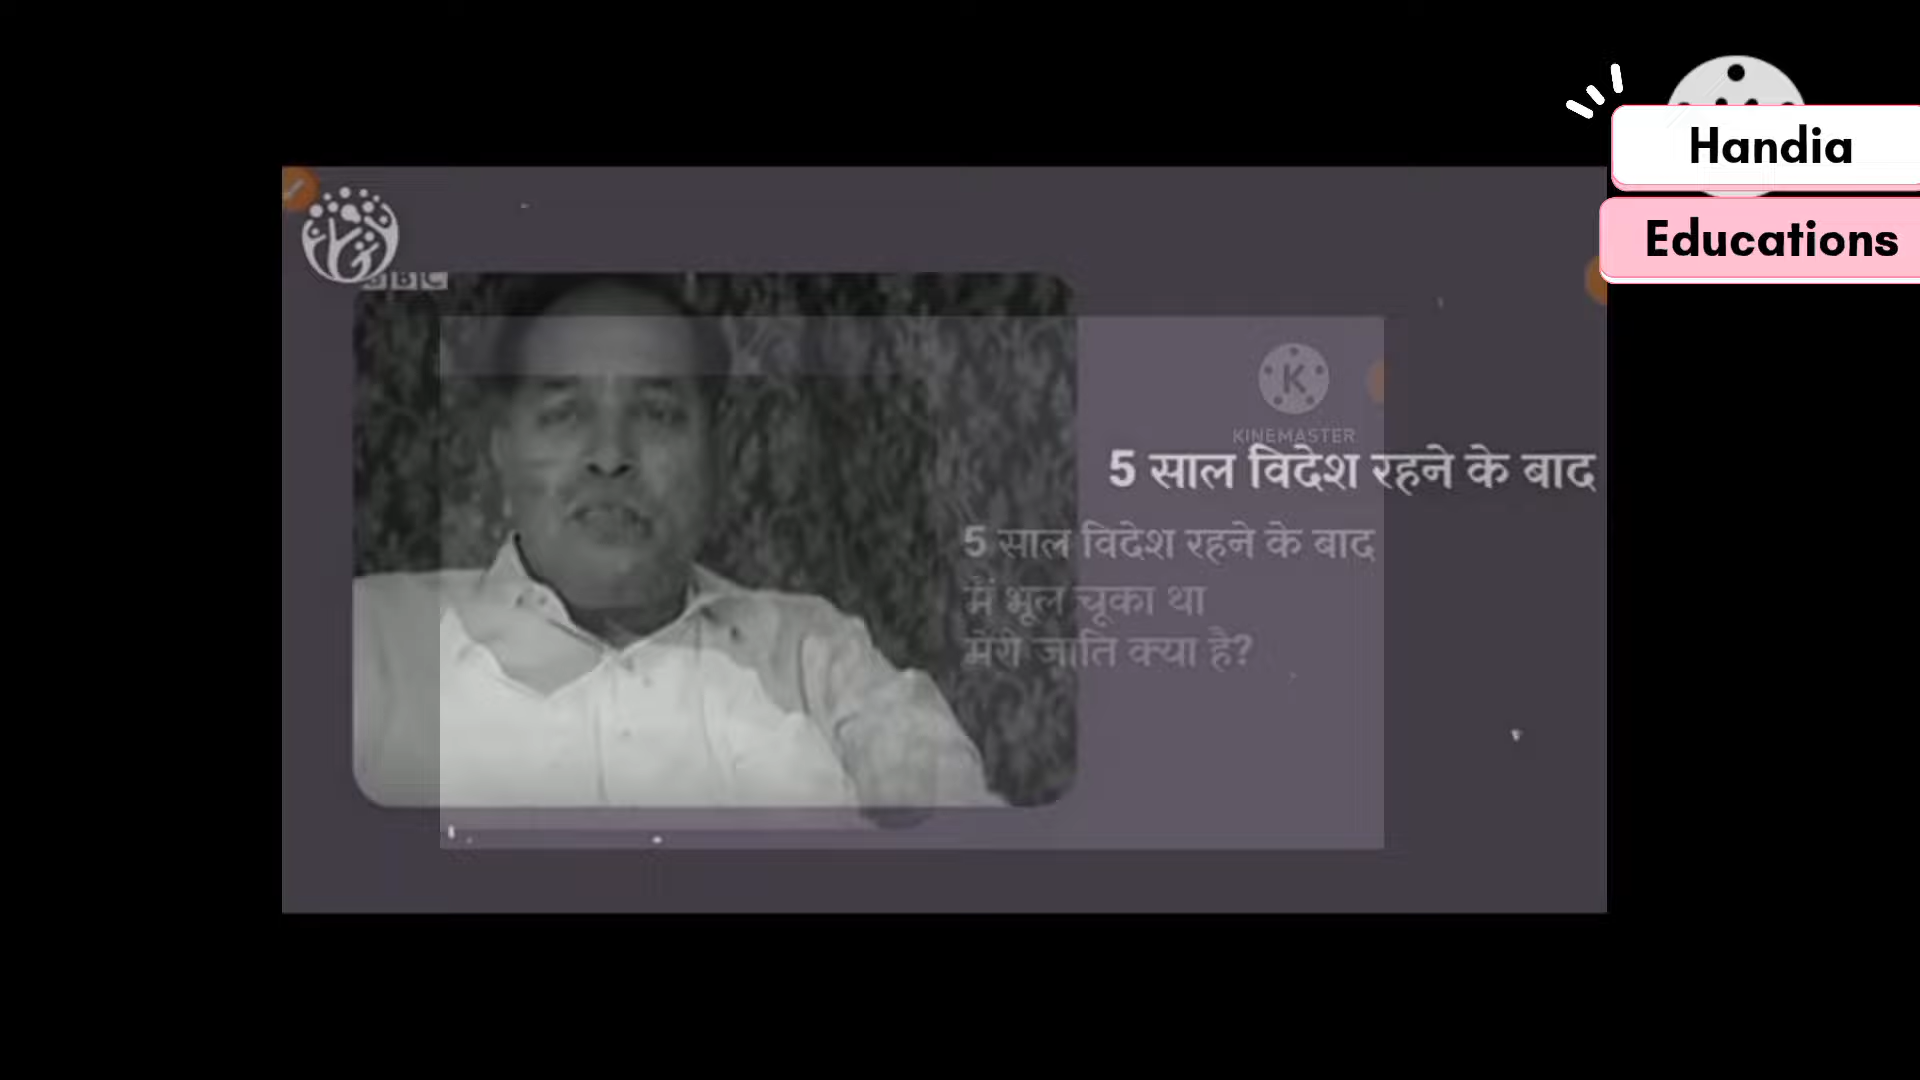 Handia
Educations
BBC
K
KINEMASTER
5 साल विदेश रहने के बाद
5 साल विदेश रहने के बाद
मैं भूल चूका था
मेरी जाति क्या है?